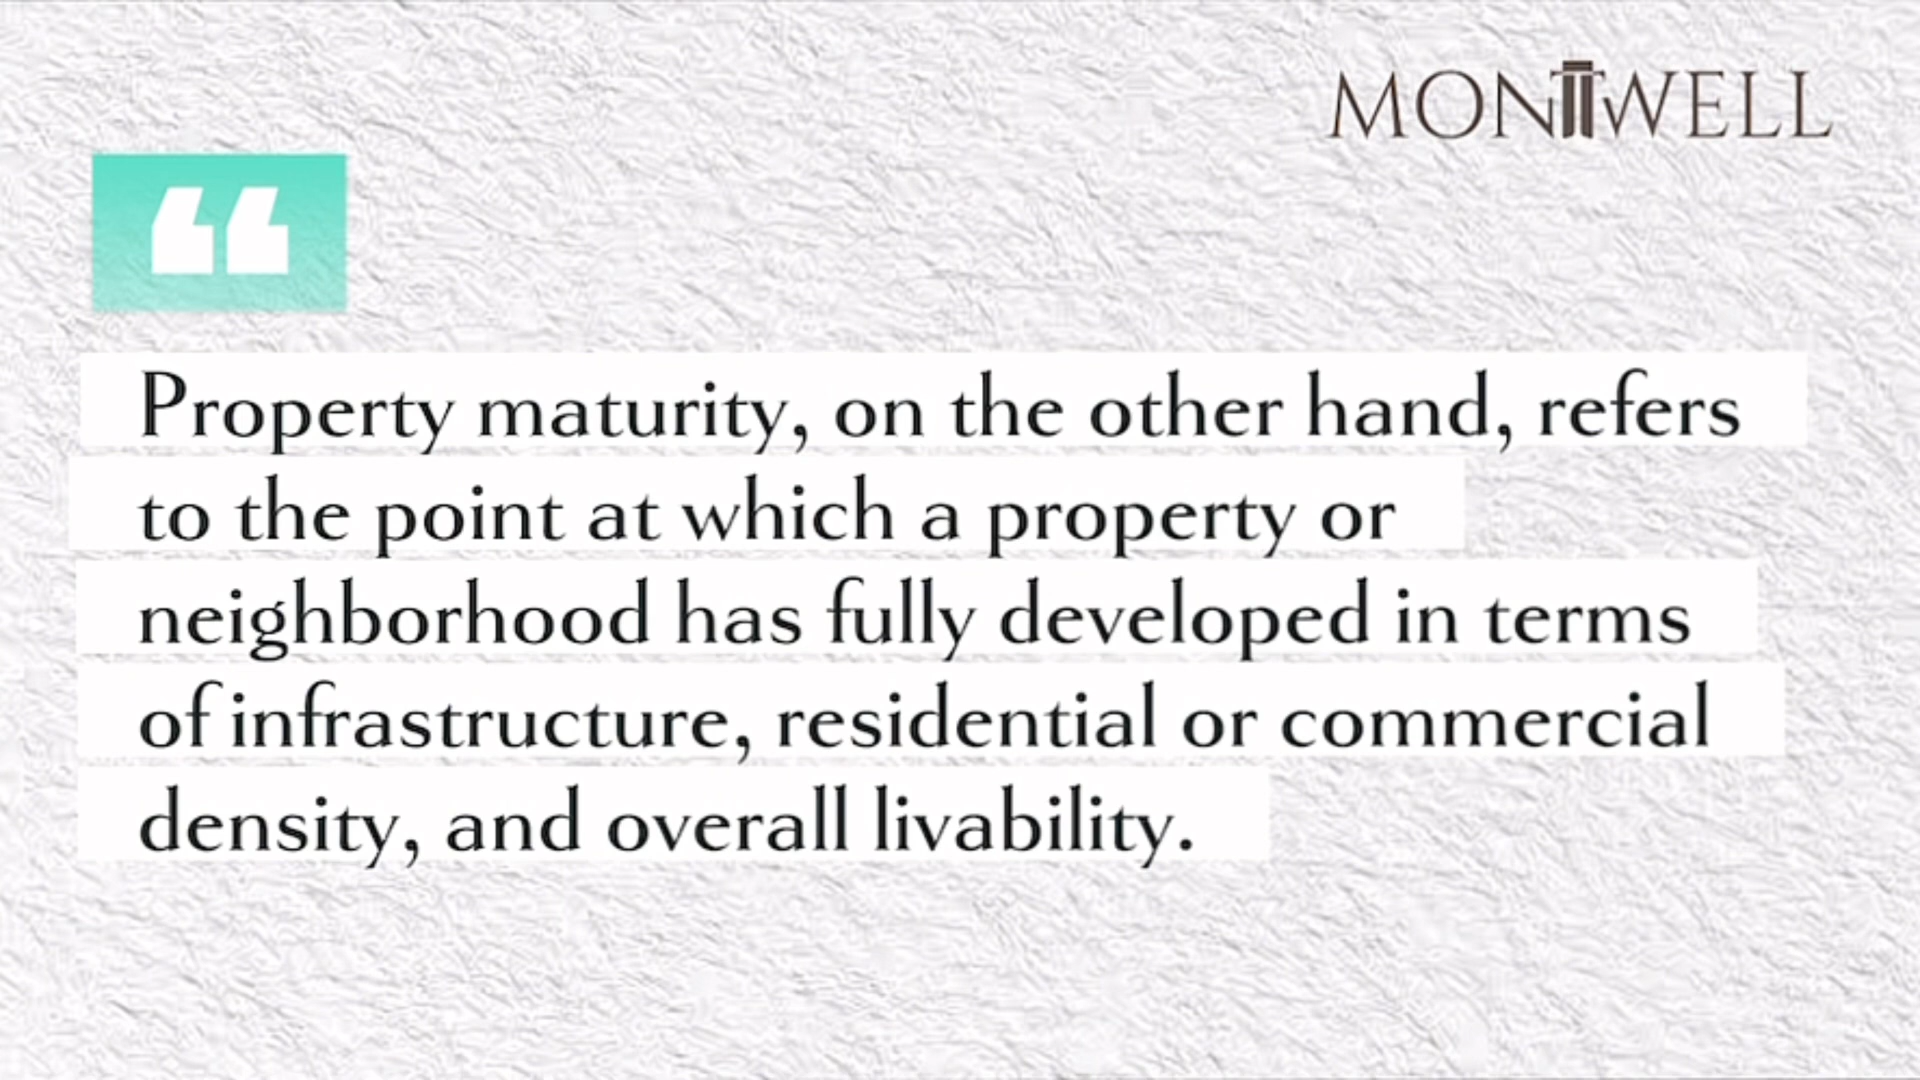 MONTWELL
“
Property maturity, on the other hand, refers
to the point at which a property or
neighborhood has fully developed in terms
of infrastructure, residential or commercial
density, and overall livability.